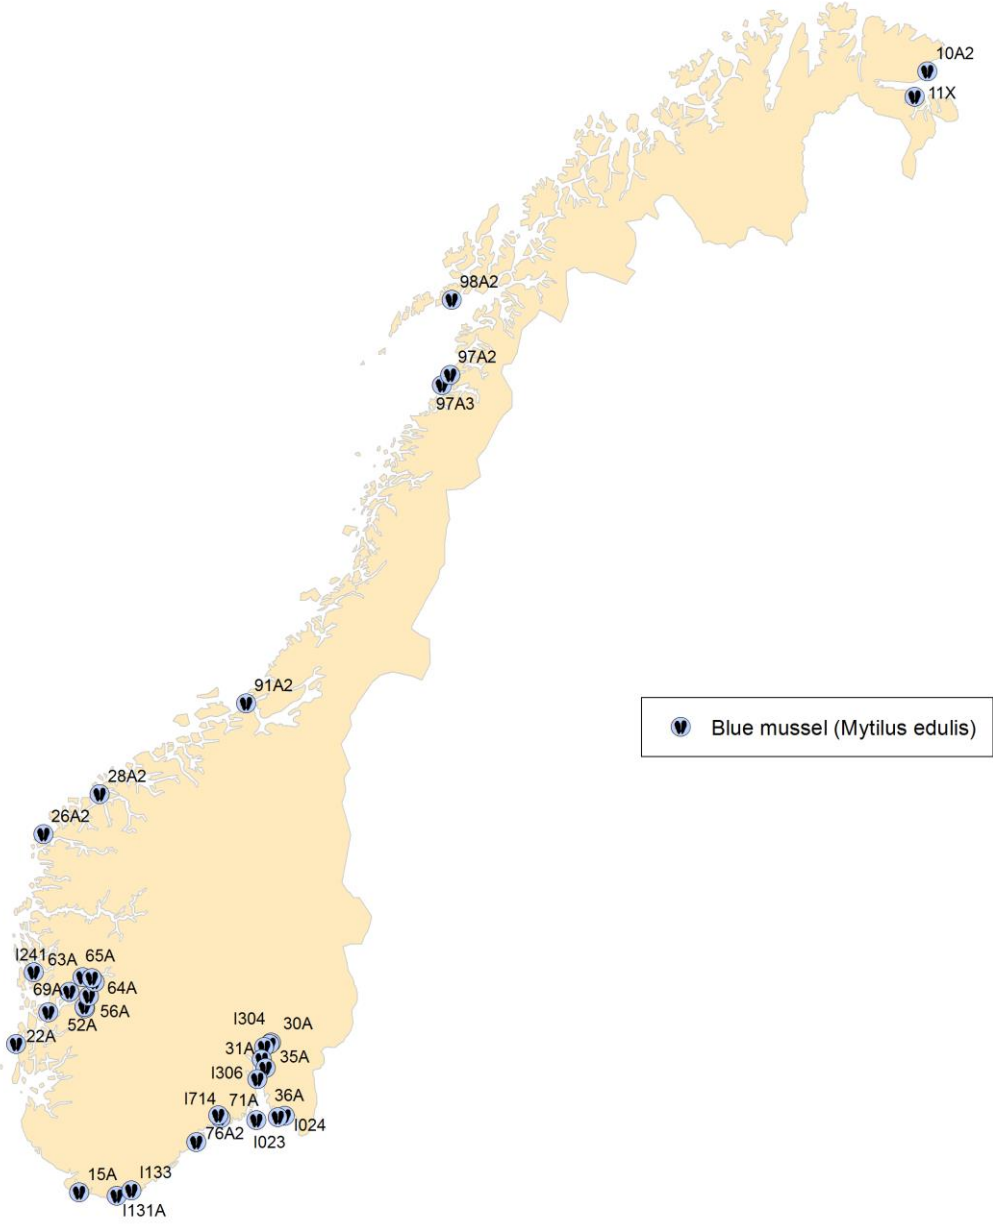 10A2
11X
98A2
97A2
97A3
91A2
Blue mussel (Mytilus edulis)
28A2
26A2
I241
63A
65A
69A
64A
56A
52A
22A
I304
30A
31A
35A
I306
I714
71A
36A
I024
I023
76A2
15A
I133
I131A